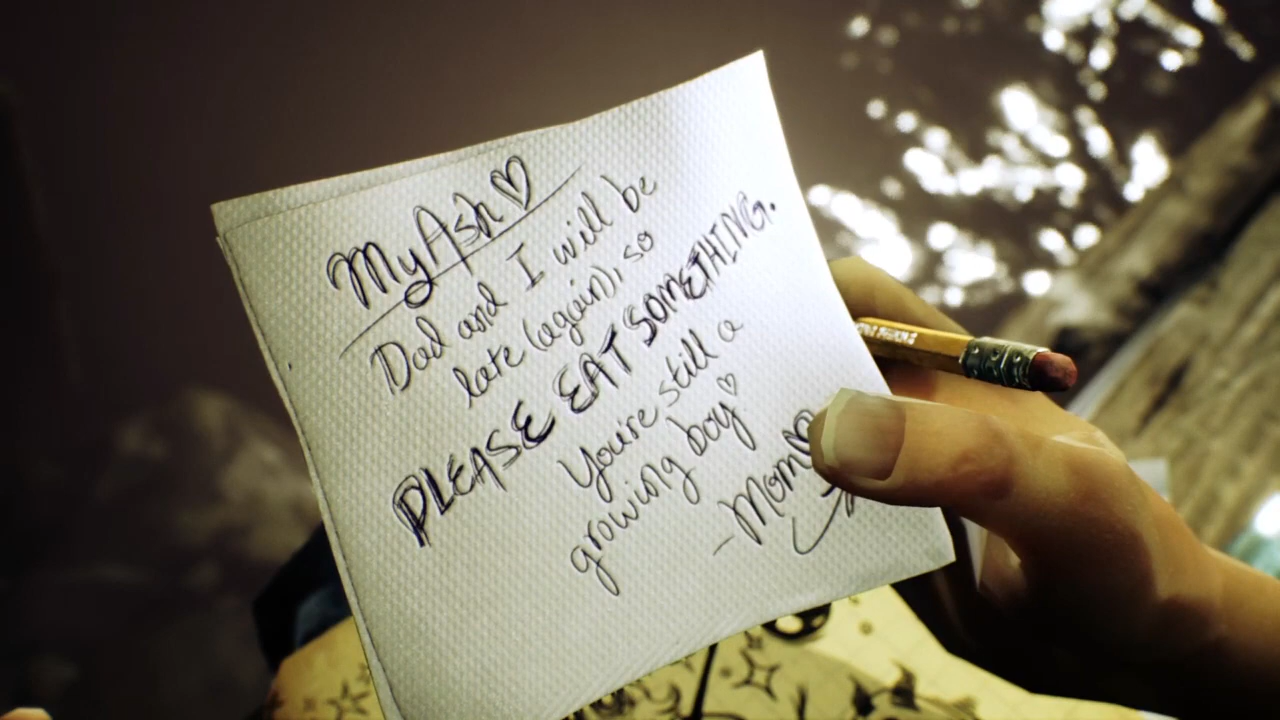 My Ash ♡
Dad and I will be
late (again), so
PLEASE EAT SOMETHING.
You're still a
growing boy ♡
-Mom